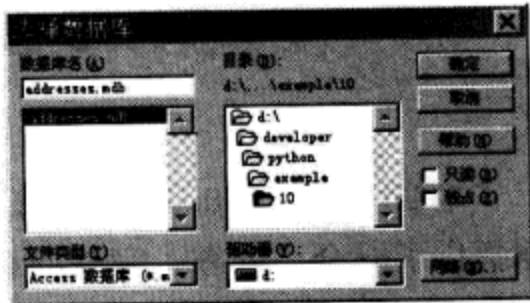 选择数据库
数据库名(A)
addresses.mdb
addresses.mdb
文件类型(T)
Access 数据库 (*.m
目录(D):
d:\...\example\10
d:\
developer
python
example
10
驱动器(V):
d:
确定
取消
帮助(H)
只读(R)
独占(E)
网络(N)...